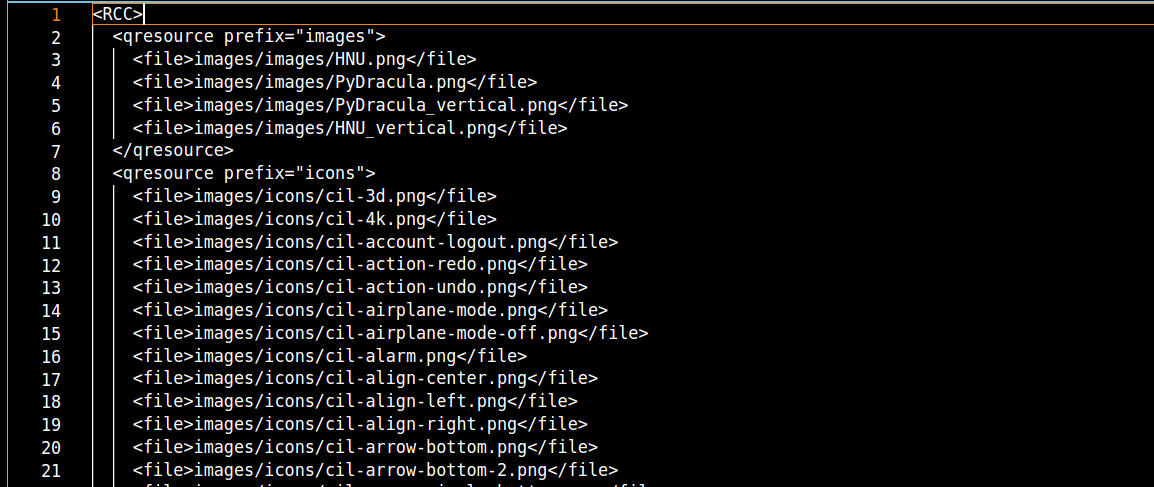 1 <RCC>
2 <qresource prefix="images">
3 <file>images/images/HNU.png</file>
4 <file>images/images/PyDracula.png</file>
5 <file>images/images/PyDracula_vertical.png</file>
6 <file>images/images/HNU_vertical.png</file>
7 </qresource>
8 <qresource prefix="icons">
9 <file>images/icons/cil-3d.png</file>
10 <file>images/icons/cil-4k.png</file>
11 <file>images/icons/cil-account-logout.png</file>
12 <file>images/icons/cil-action-redo.png</file>
13 <file>images/icons/cil-action-undo.png</file>
14 <file>images/icons/cil-airplane-mode.png</file>
15 <file>images/icons/cil-airplane-mode-off.png</file>
16 <file>images/icons/cil-alarm.png</file>
17 <file>images/icons/cil-align-center.png</file>
18 <file>images/icons/cil-align-left.png</file>
19 <file>images/icons/cil-align-right.png</file>
20 <file>images/icons/cil-arrow-bottom.png</file>
21 <file>images/icons/cil-arrow-bottom-2.png</file>